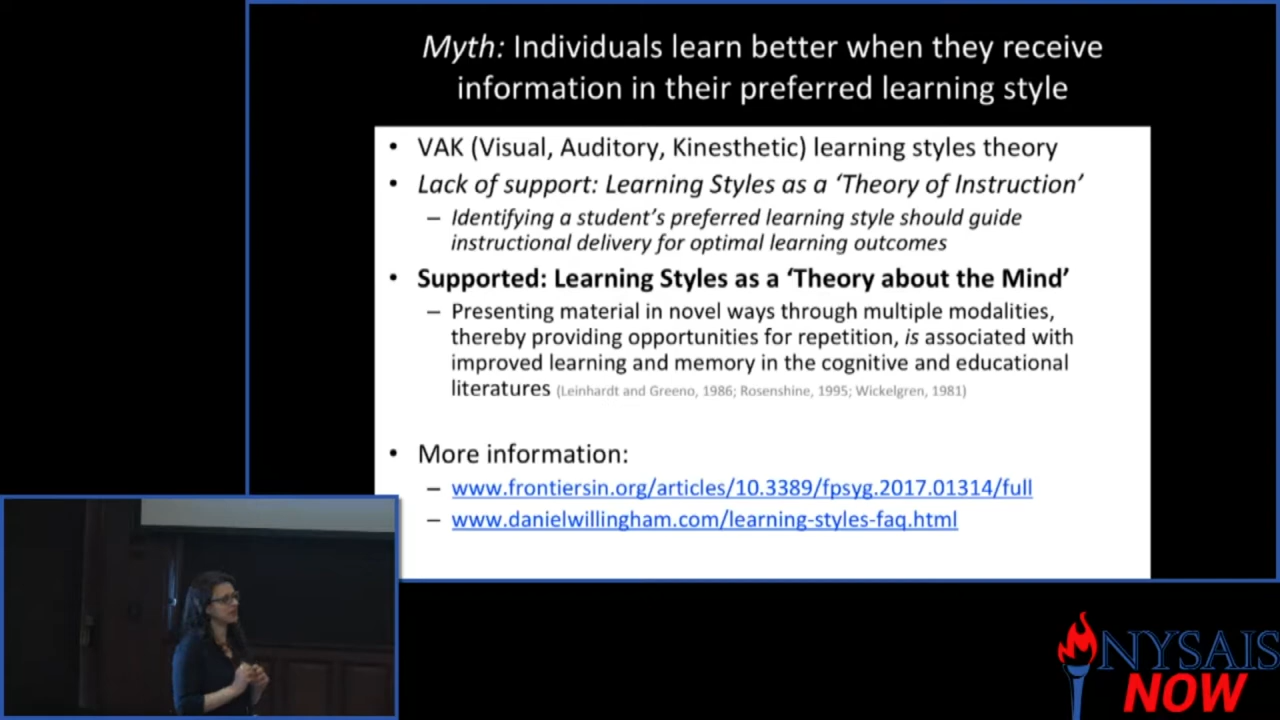 Myth: Individuals learn better when they receive
information in their preferred learning style
• VAK (Visual, Auditory, Kinesthetic) learning styles theory
• Lack of support: Learning Styles as a ‘Theory of Instruction’
– Identifying a student’s preferred learning style should guide
instructional delivery for optimal learning outcomes
• Supported: Learning Styles as a ‘Theory about the Mind’
– Presenting material in novel ways through multiple modalities,
thereby providing opportunities for repetition, is associated with
improved learning and memory in the cognitive and educational
literatures (Leinhardt and Greeno, 1986; Rosenshine, 1995; Wickelgren, 1981)
• More information:
– www.frontiersin.org/articles/10.3389/fpsyg.2017.01314/full
– www.danielwillingham.com/learning-styles-faq.html
NYSAIS
NOW